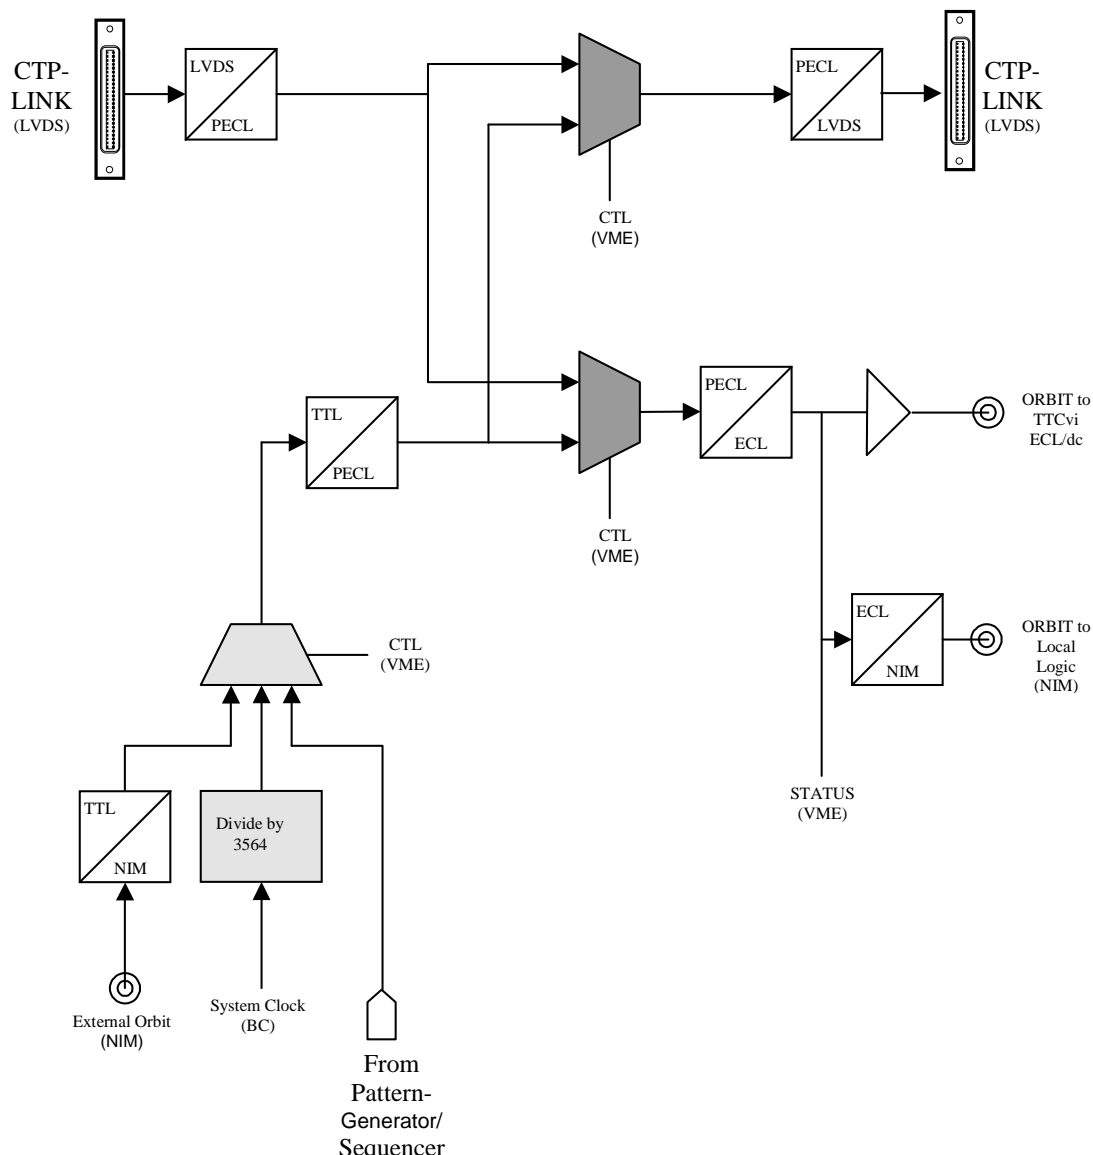 CTP-
LINK
(LVDS)
LVDS
PECL
PECL
LVDS
CTP-
LINK
(LVDS)
CTL
(VME)
TTL
PECL
PECL
ECL
ORBIT to
TTCvi
ECL/dc
CTL
(VME)
ECL
NIM
ORBIT to
Local
Logic
(NIM)
CTL
(VME)
STATUS
(VME)
TTL
NIM
Divide by
3564
External Orbit
(NIM)
System Clock
(BC)
From
Pattern-
Generator/
Sequencer